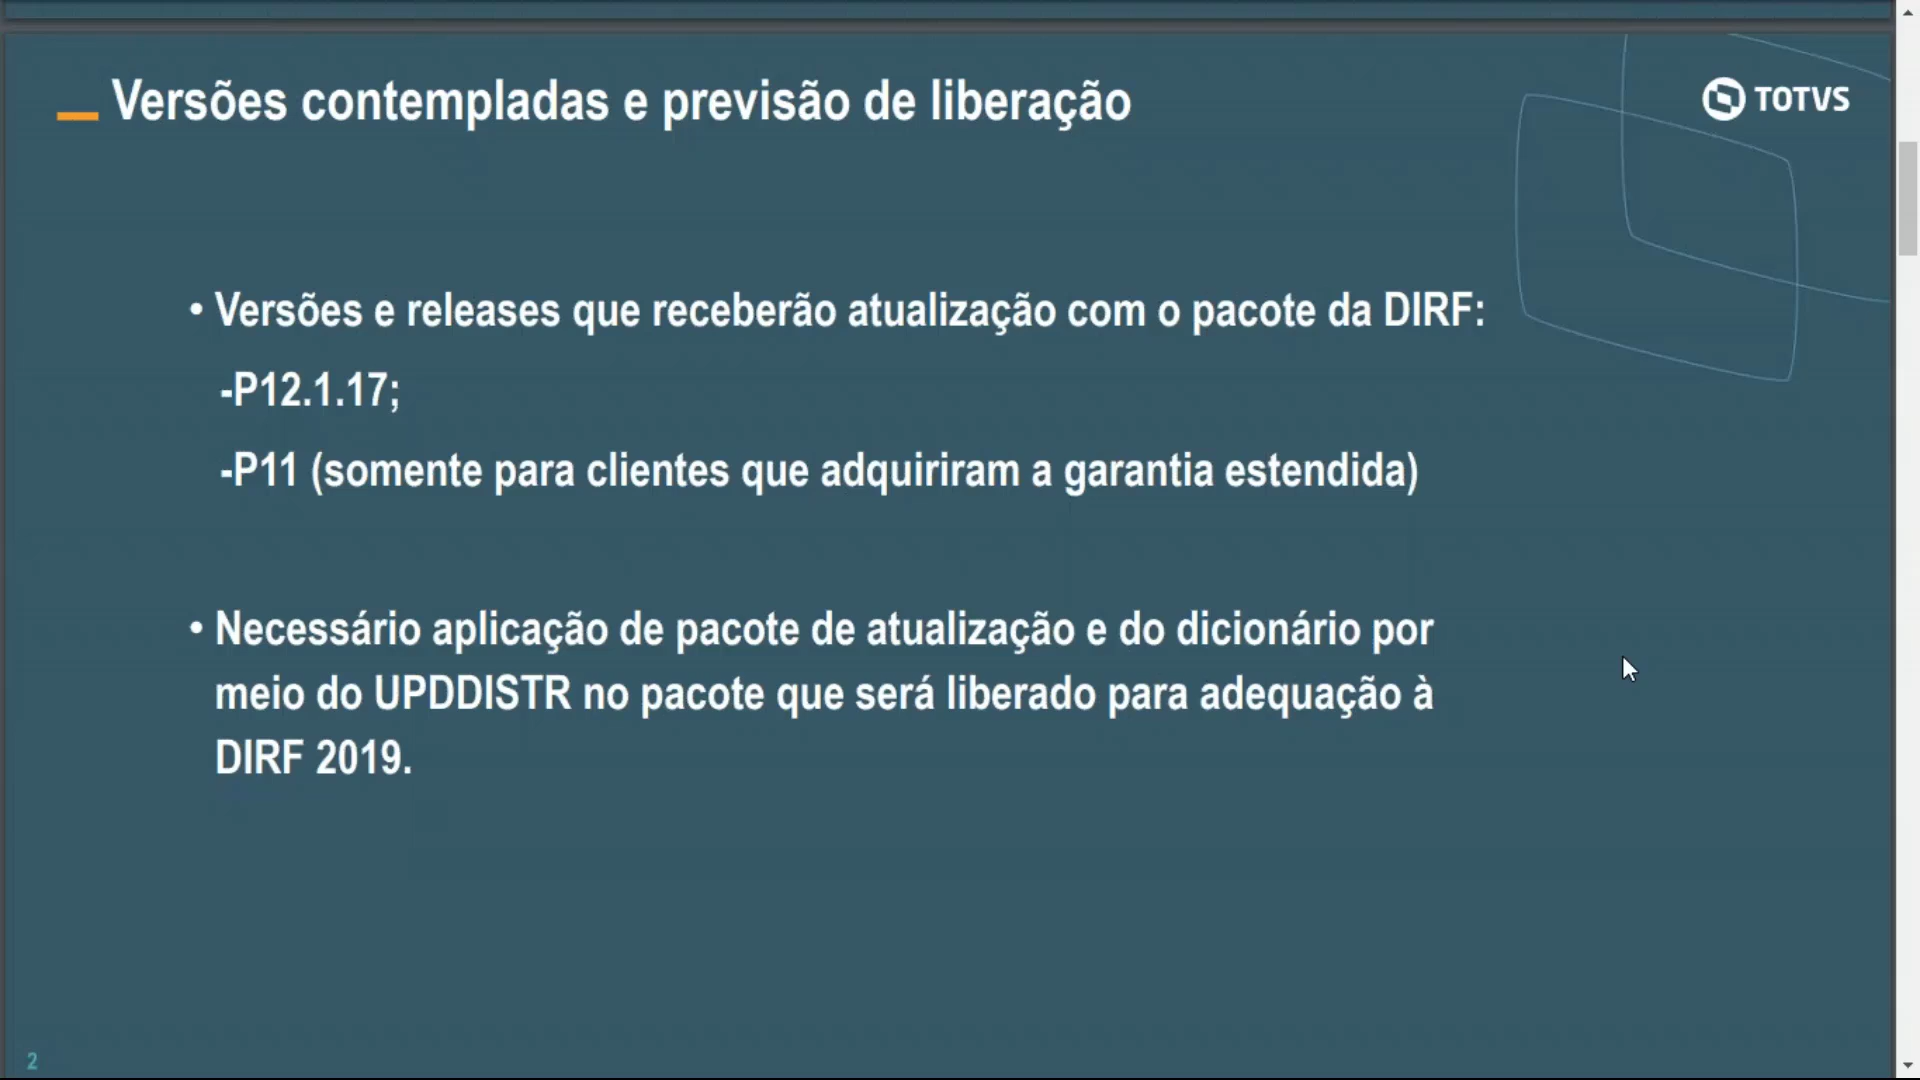 Versões contempladas e previsão de liberação
TOTVS
• Versões e releases que receberão atualização com o pacote da DIRF:
-P12.1.17;
-P11 (somente para clientes que adquiriram a garantia estendida)
• Necessário aplicação de pacote de atualização e do dicionário por
meio do UPDDISTR no pacote que será liberado para adequação à
DIRF 2019.
2